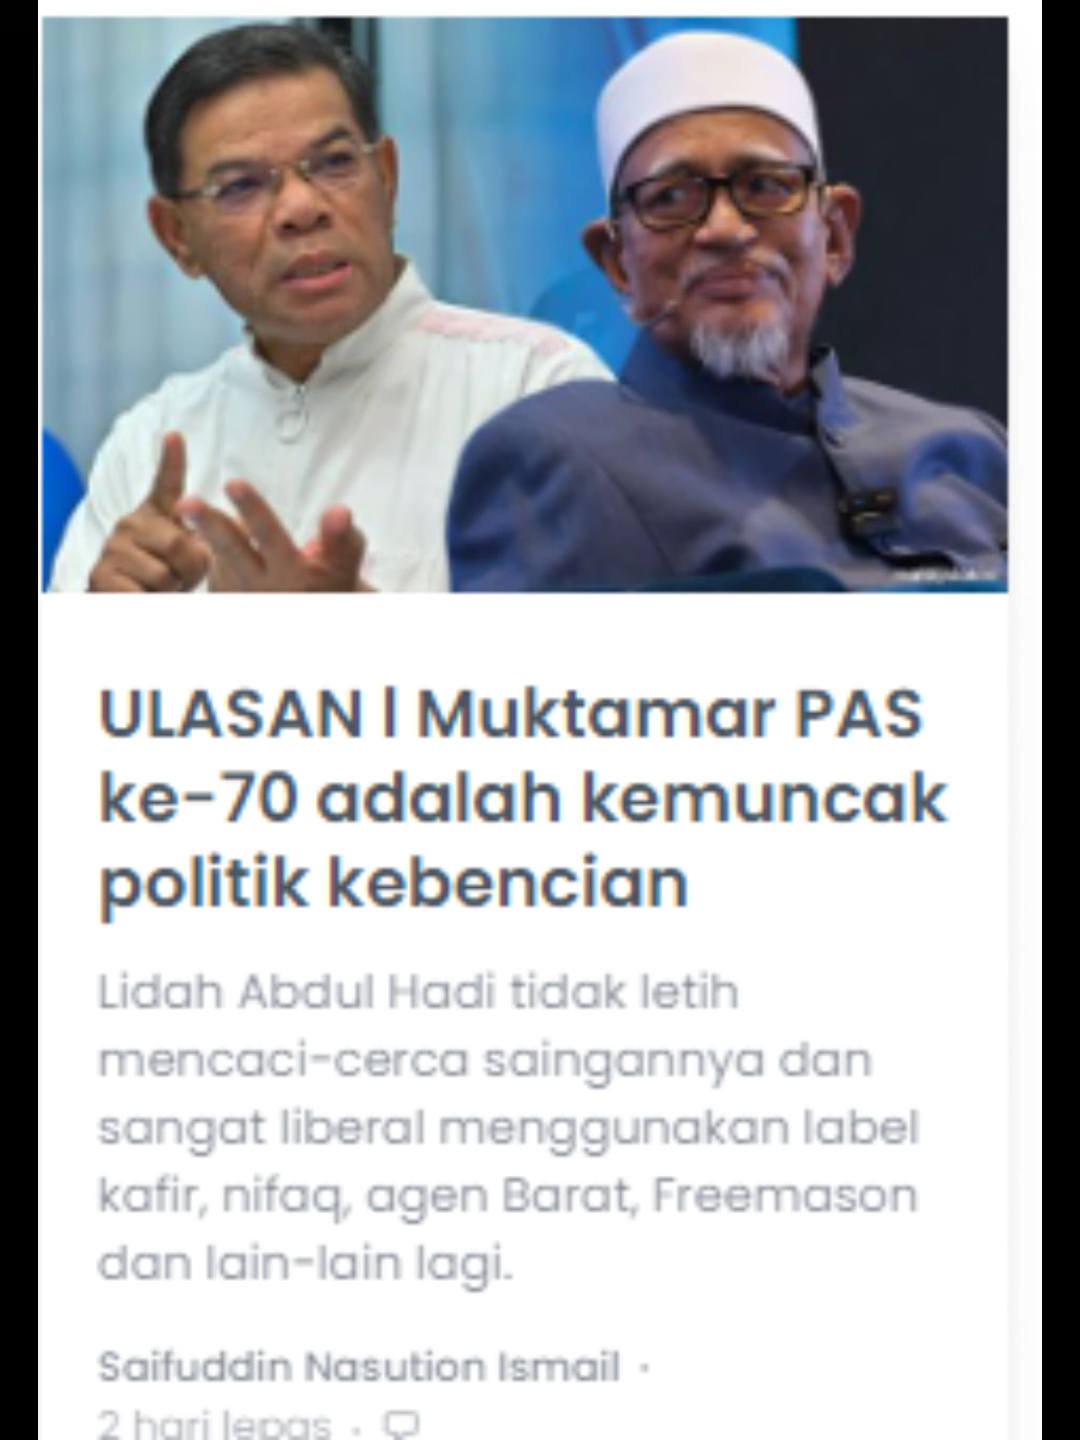 ULASAN | Muktamar PAS
ke-70 adalah kemuncak
politik kebencian
Lidah Abdul Hadi tidak letih
mencaci-cerca saingannya dan
sangat liberal menggunakan label
kafir, nifaq, agen Barat, Freemason
dan lain-lain lagi.
Saifuddin Nasution Ismail ·
2 hari lepas ·